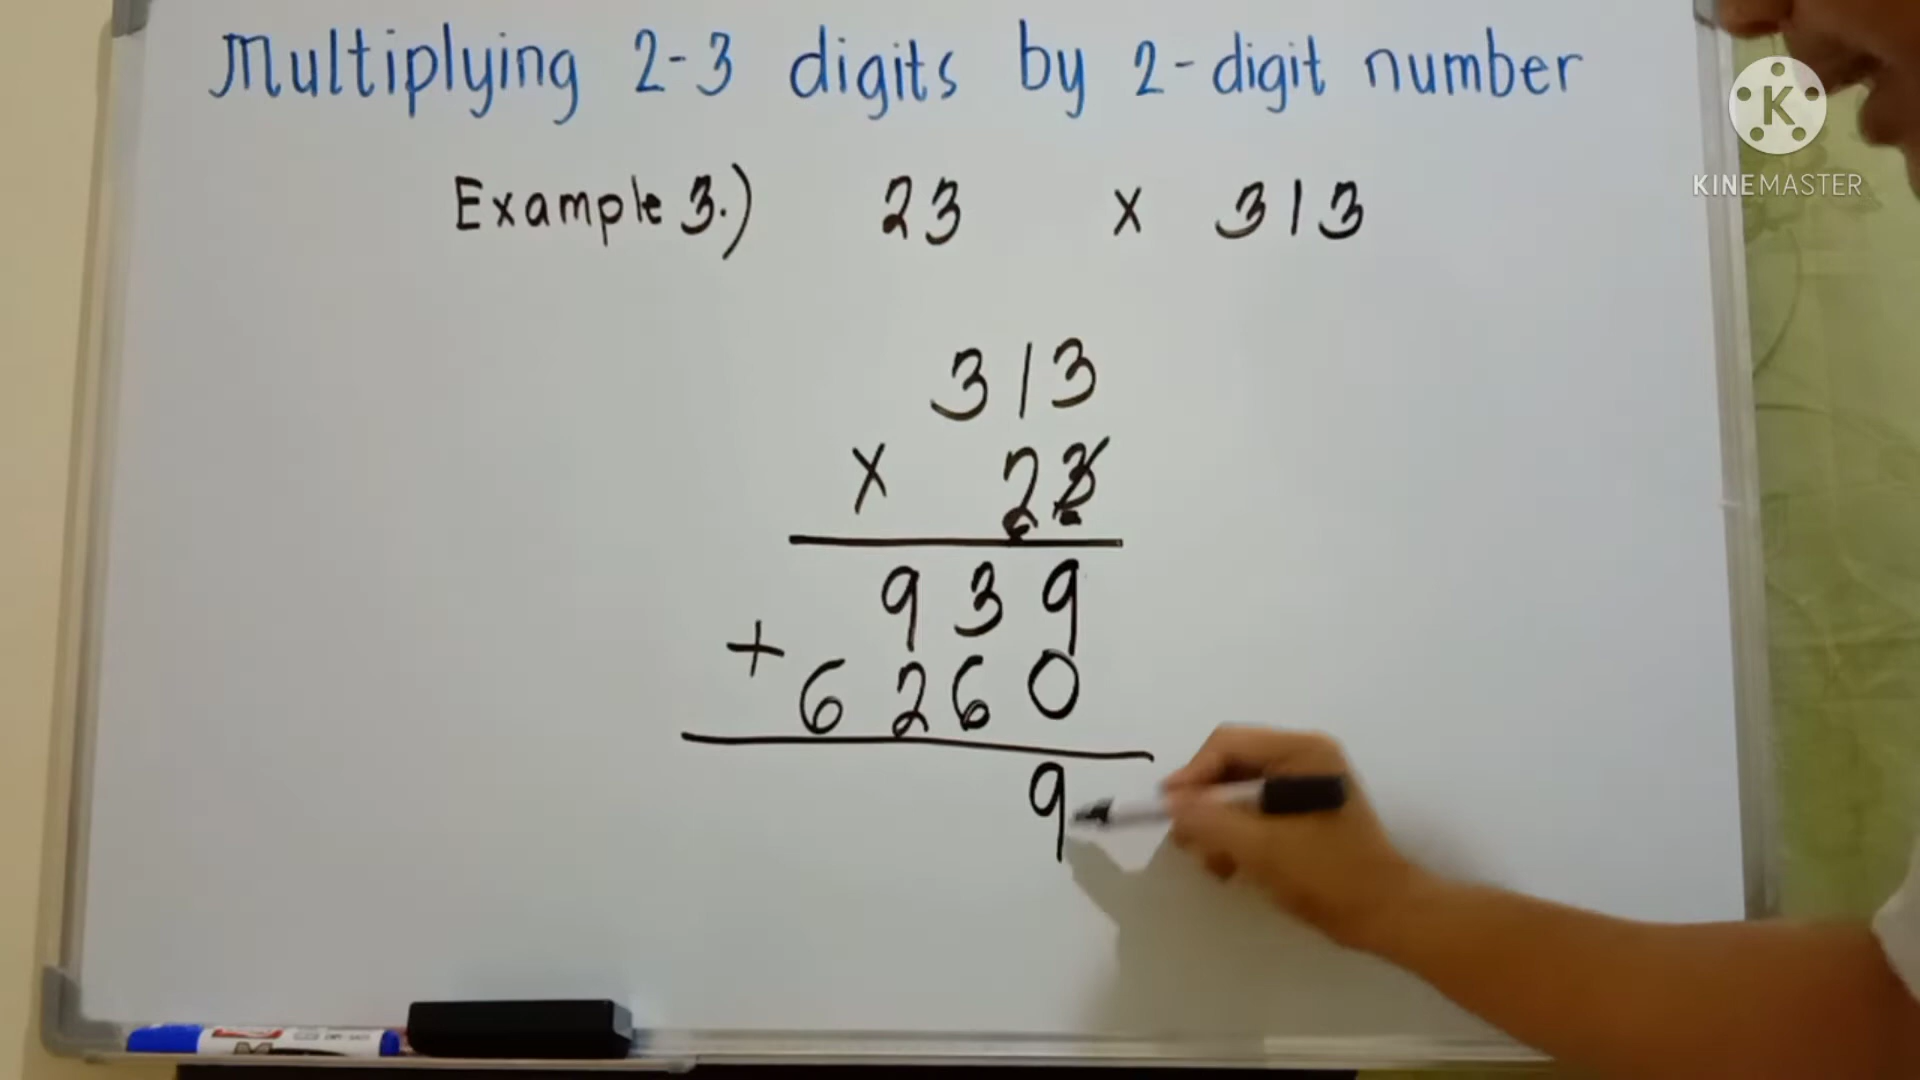 Multiplying 2-3 digits by 2-digit number
K
KINEMASTER
Example 3.) 23 x 313
313
x 23
939
+ 6260
9